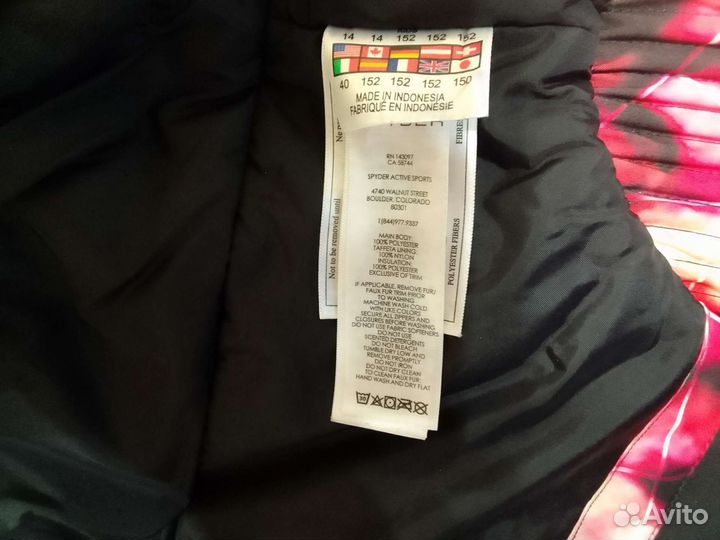 KIDS
14 14 152 152 152
40 152 152 152 150
MADE IN INDONESIA
FABRIQUÉ EN INDONÉSIE
RN 143097
CA 58744
SPYDER ACTIVE SPORTS
4740 WALNUT STREET
BOULDER, COLORADO
80301
1(844)977.9337
MAIN BODY:
100% POLYESTER
TAFFETA LINING:
100% NYLON
INSULATION:
100% POLYESTER
EXCLUSIVE OF TRIM
IF APPLICABLE, REMOVE FUR/
FAUX FUR TRIM PRIOR
TO WASHING
MACHINE WASH COLD
WITH LIKE COLORS
SECURE ALL ZIPPERS AND
CLOSURES BEFORE WASHING
DO NOT USE FABRIC SOFTENERS
DO NOT USE
SCENTED DETERGENTS
DO NOT BLEACH
TUMBLE DRY LOW AND
REMOVE PROMPTLY
DO NOT IRON
DO NOT DRY CLEAN
TO CLEAN FAUX FUR:
HAND WASH AND DRY FLAT
30
Not to be removed until
Ne p
POLYESTER FIBERS
FIBRES
Avito